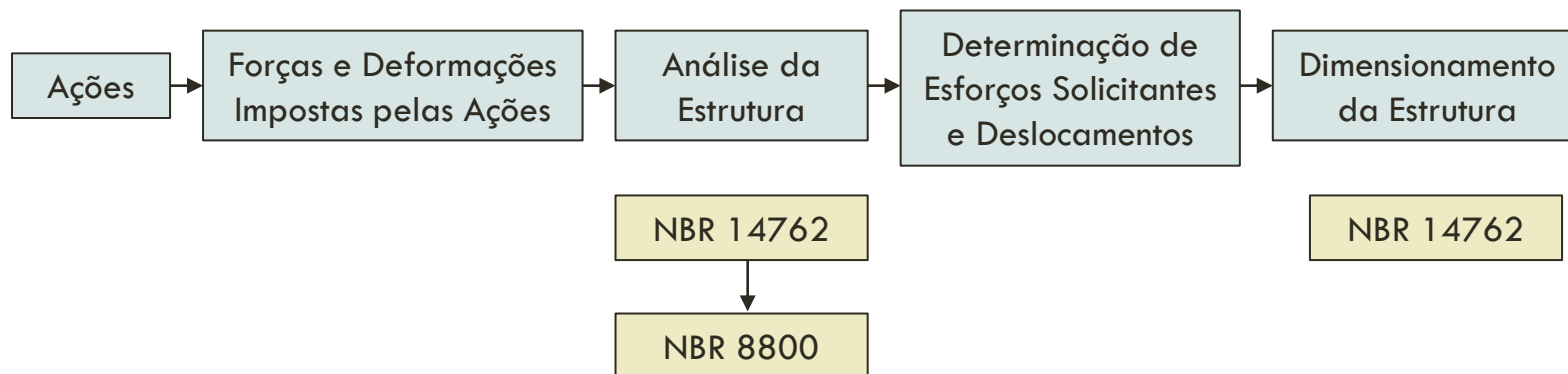 Ações
Forças e Deformações
Impostas pelas Ações
Análise da
Estrutura
Determinação de
Esforços Solicitantes
e Deslocamentos
Dimensionamento
da Estrutura
NBR 14762
NBR 14762
NBR 8800